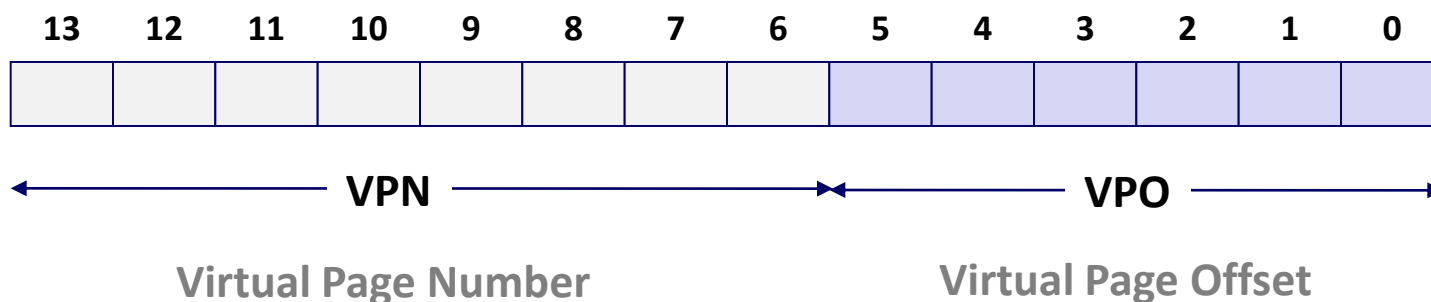 13 12 11 10 9 8 7 6 5 4 3 2 1 0
VPN VPO
Virtual Page Number Virtual Page Offset